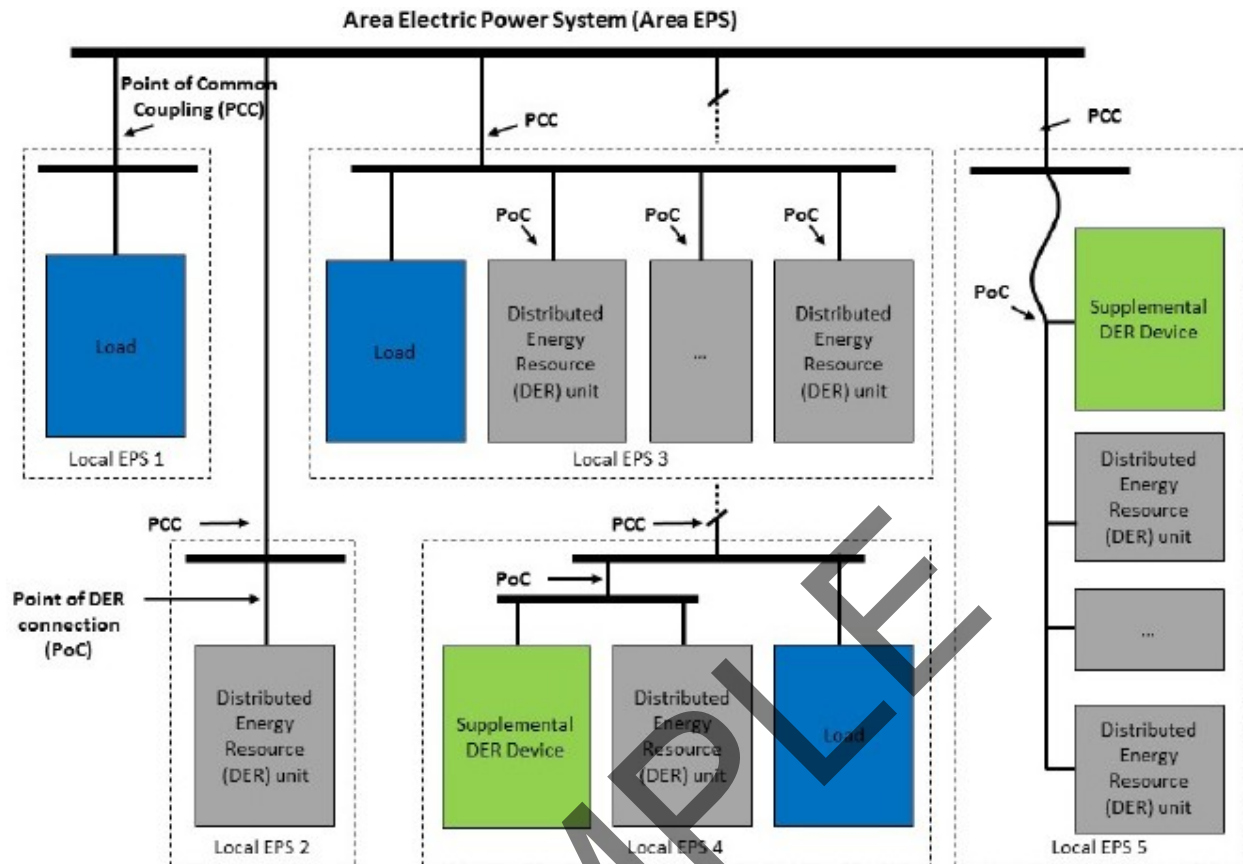 Area Electric Power System (Area EPS)
Point of Common
Coupling (PCC)
Load
Local EPS 1
PCC
PoC
PoC
PoC
Load
Distributed
Energy
Resource
(DER) unit
...
Distributed
Energy
Resource
(DER) unit
Local EPS 3
PCC
PoC
Supplemental
DER Device
Distributed
Energy
Resource
(DER) unit
...
Distributed
Energy
Resource
(DER) unit
Local EPS 5
PCC
Point of DER
connection
(PoC)
Distributed
Energy
Resource
(DER) unit
Local EPS 2
PCC
PoC
Supplemental
DER Device
Distributed
Energy
Resource
(DER) unit
Load
Local EPS 4
MPLE